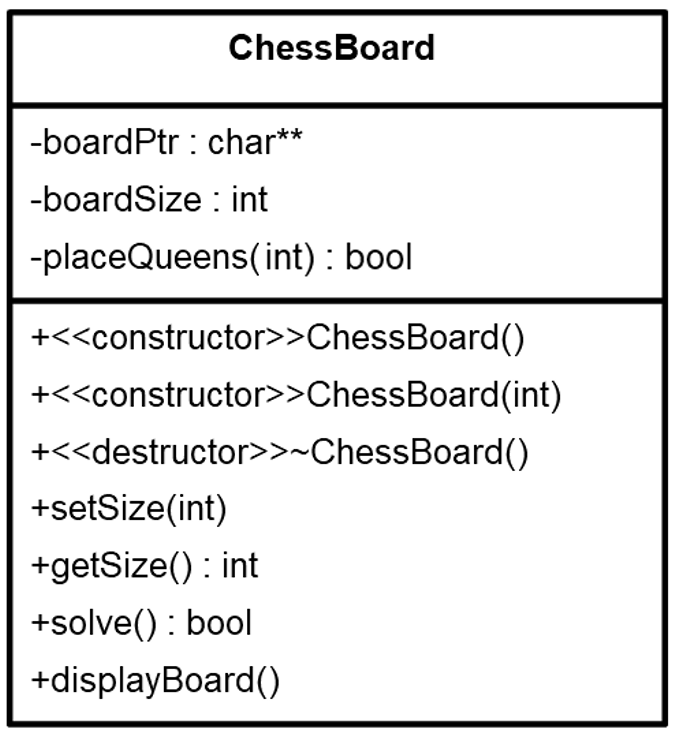 ChessBoard
-boardPtr : char**
-boardSize : int
-placeQueens(int) : bool
+<<constructor>>ChessBoard()
+<<constructor>>ChessBoard(int)
+<<destructor>>~ChessBoard()
+setSize(int)
+getSize() : int
+solve() : bool
+displayBoard()